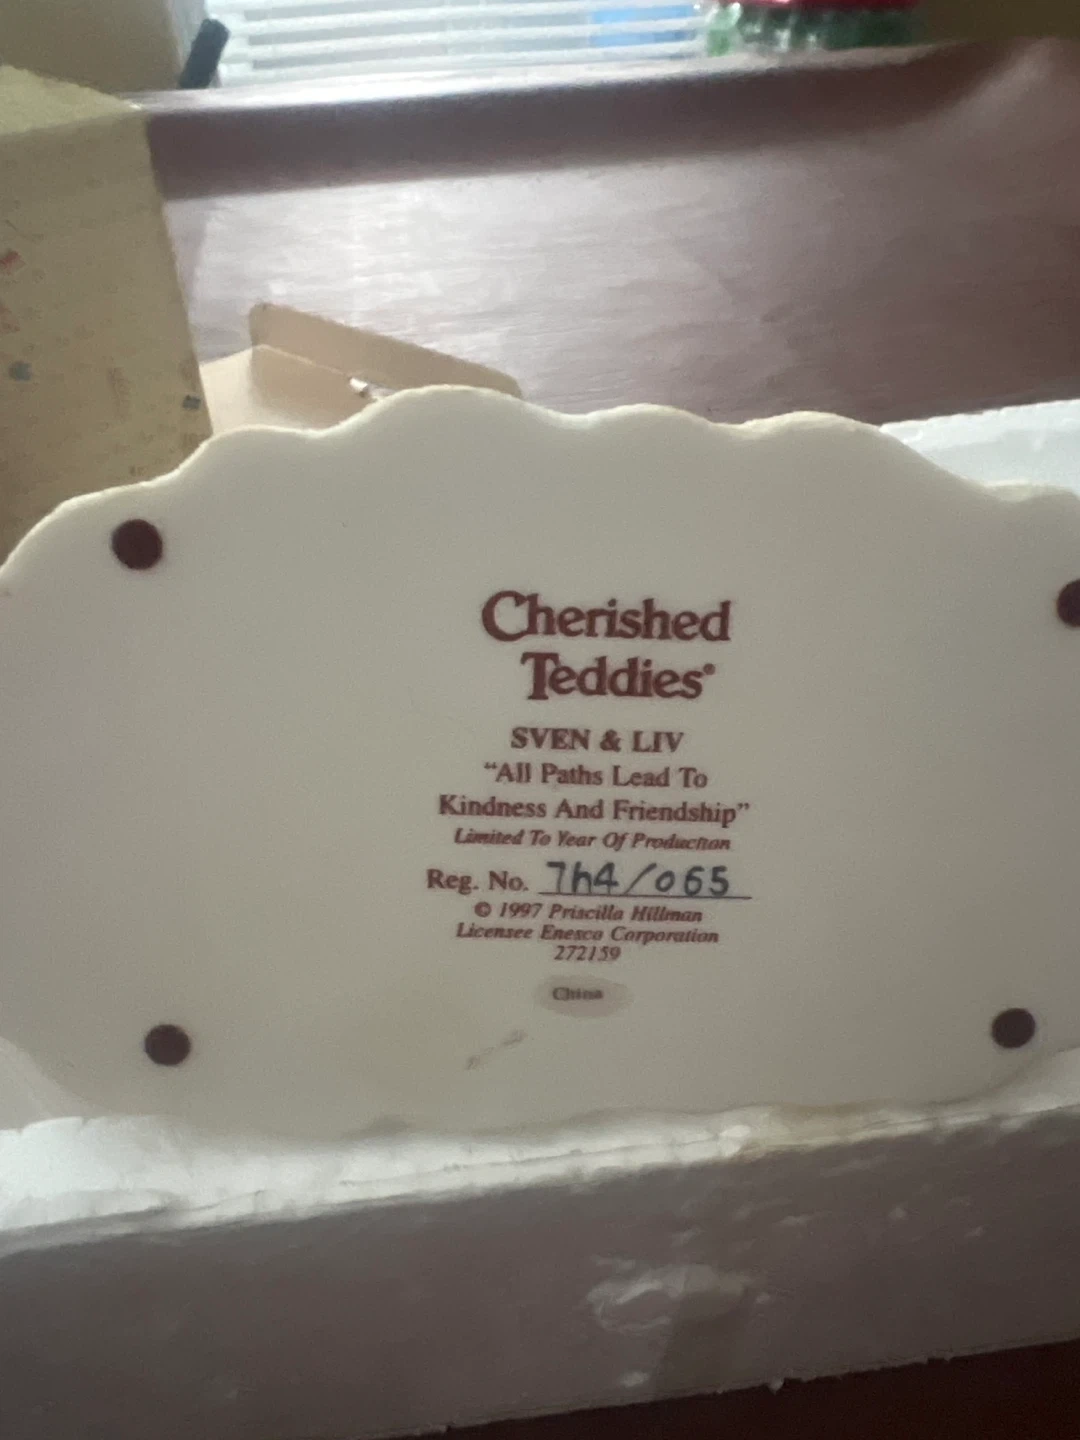 Cherished
Teddies®
SVEN & LIV
“All Paths Lead To
Kindness And Friendship”
Limited To Year Of Production
Reg. No. 7h4/065
© 1997 Priscilla Hillman
Licensee Enesco Corporation
272159
China